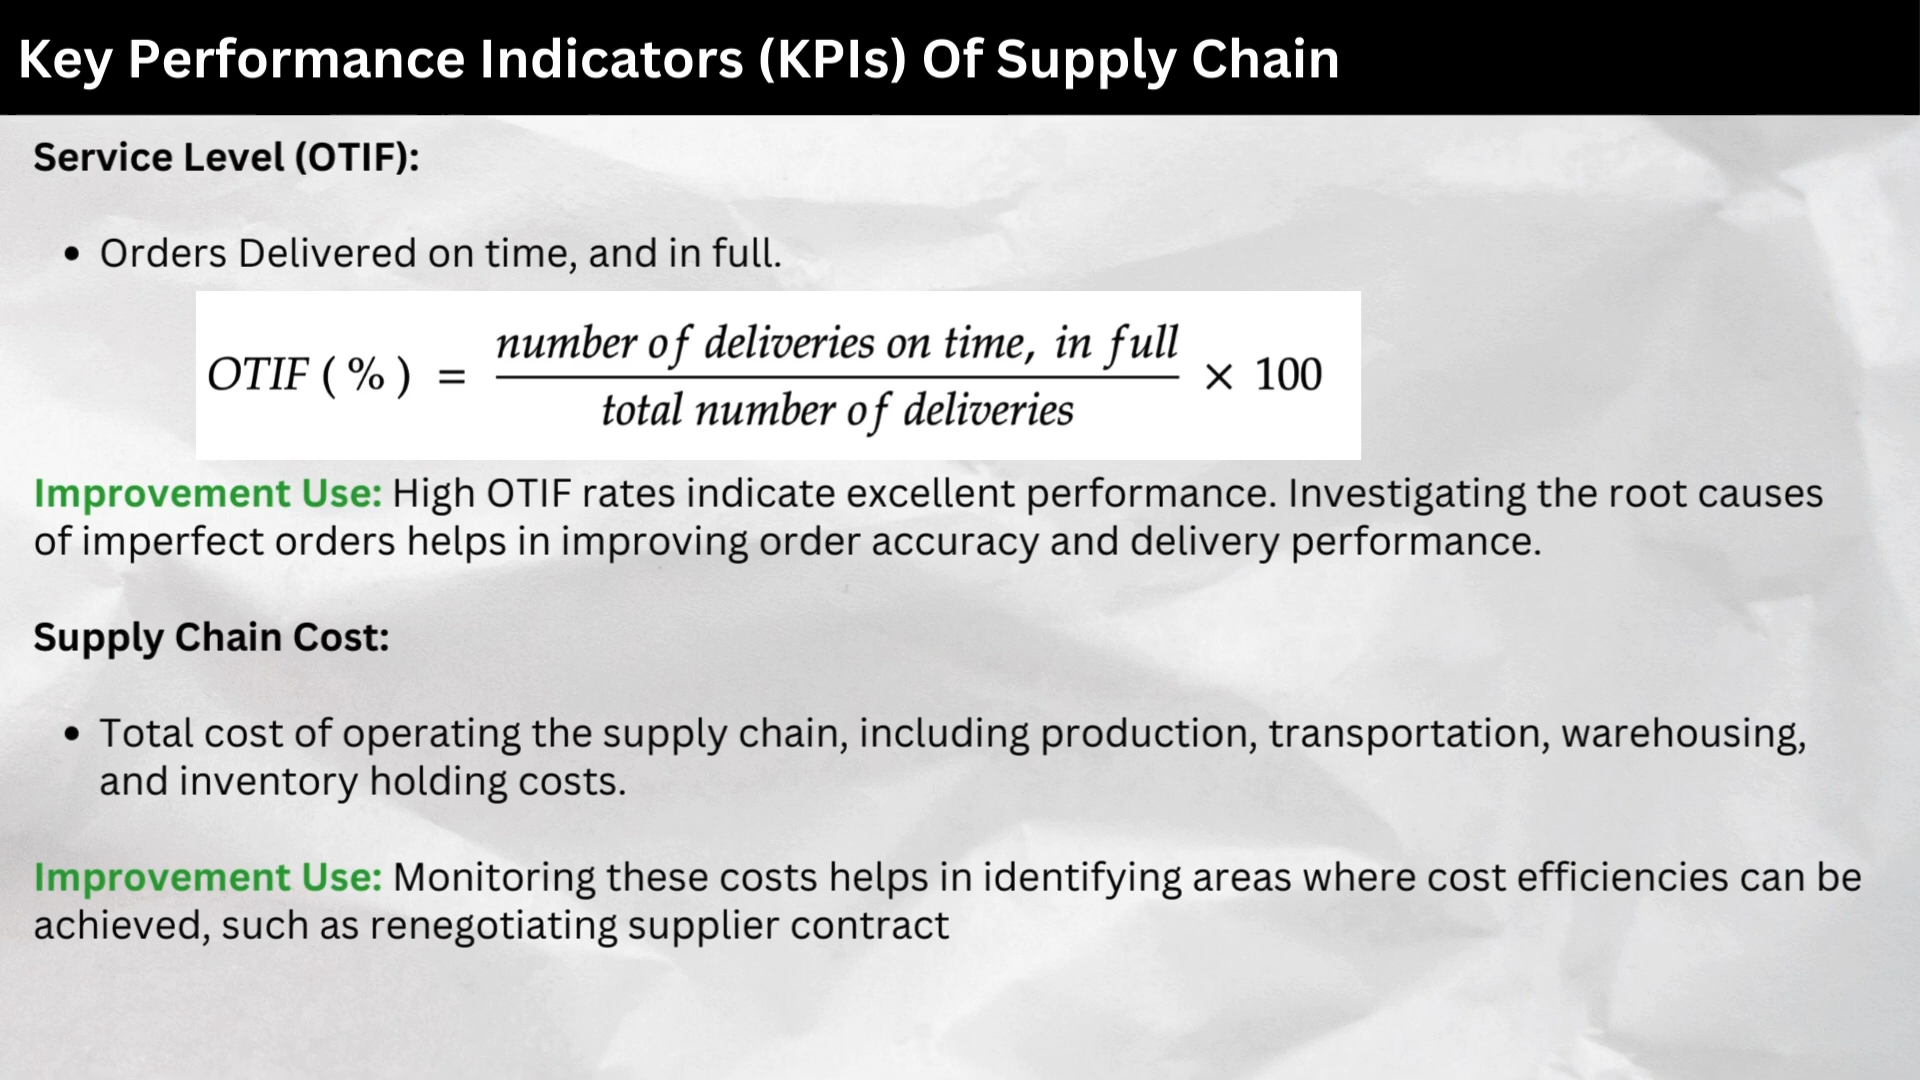 Key Performance Indicators (KPIs) Of Supply Chain
Service Level (OTIF):
• Orders Delivered on time, and in full.
number of deliveries on time, in full
OTIF ( % ) = ――― × 100
total number of deliveries
Improvement Use: High OTIF rates indicate excellent performance. Investigating the root causes
of imperfect orders helps in improving order accuracy and delivery performance.
Supply Chain Cost:
• Total cost of operating the supply chain, including production, transportation, warehousing,
and inventory holding costs.
Improvement Use: Monitoring these costs helps in identifying areas where cost efficiencies can be
achieved, such as renegotiating supplier contract